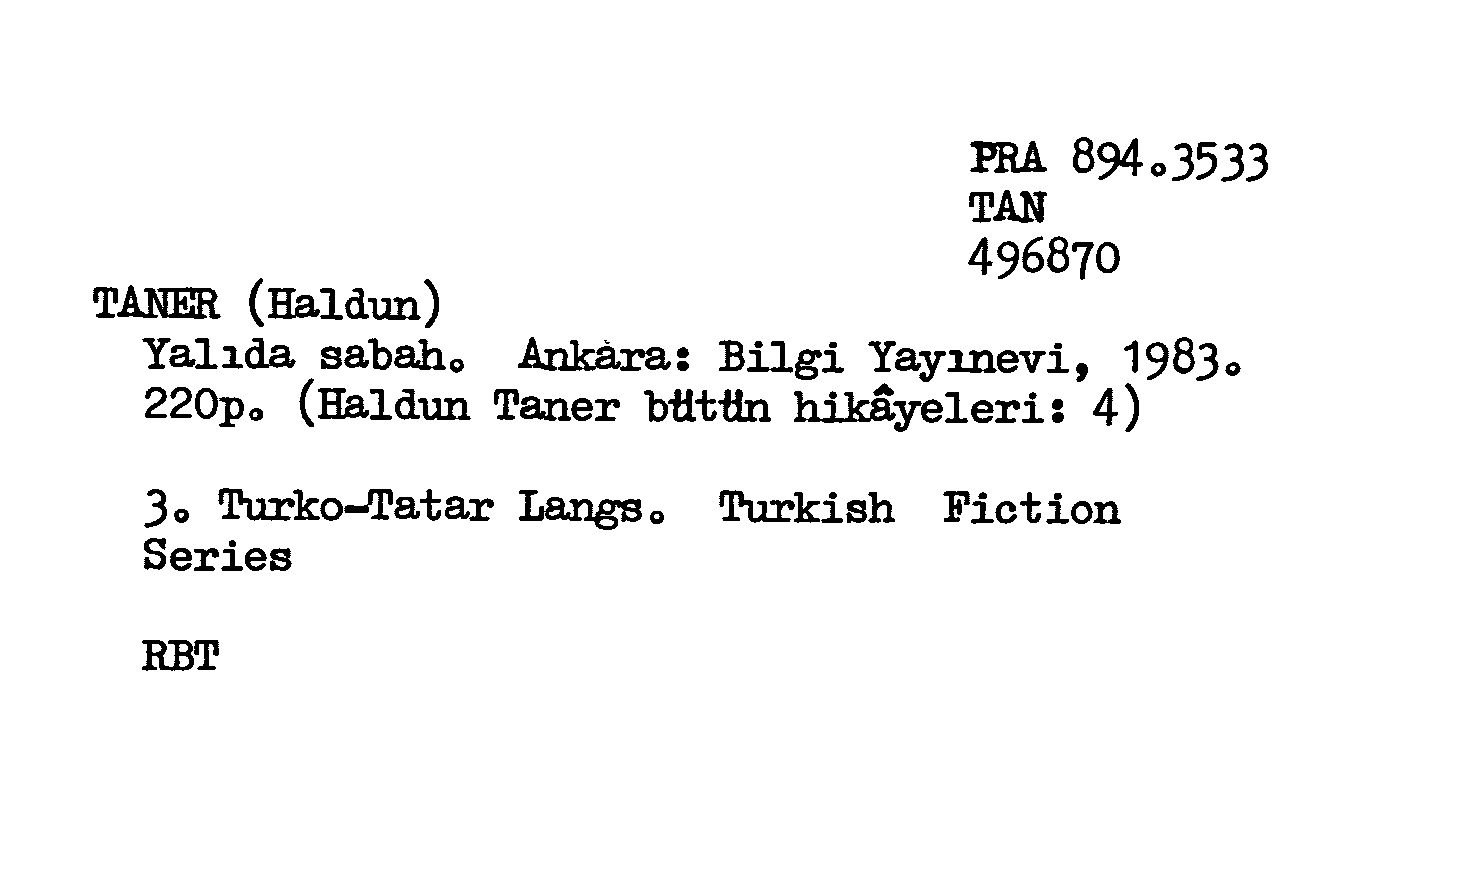 PRA 894.3533
TAN
496870
TANER (Haldun)
Yalıda sabah. Ankara: Bilgi Yayınevi, 1983.
220p. (Haldun Taner bütün hikâyeleri: 4)
3. Turko-Tatar Langs. Turkish Fiction
Series
RBT